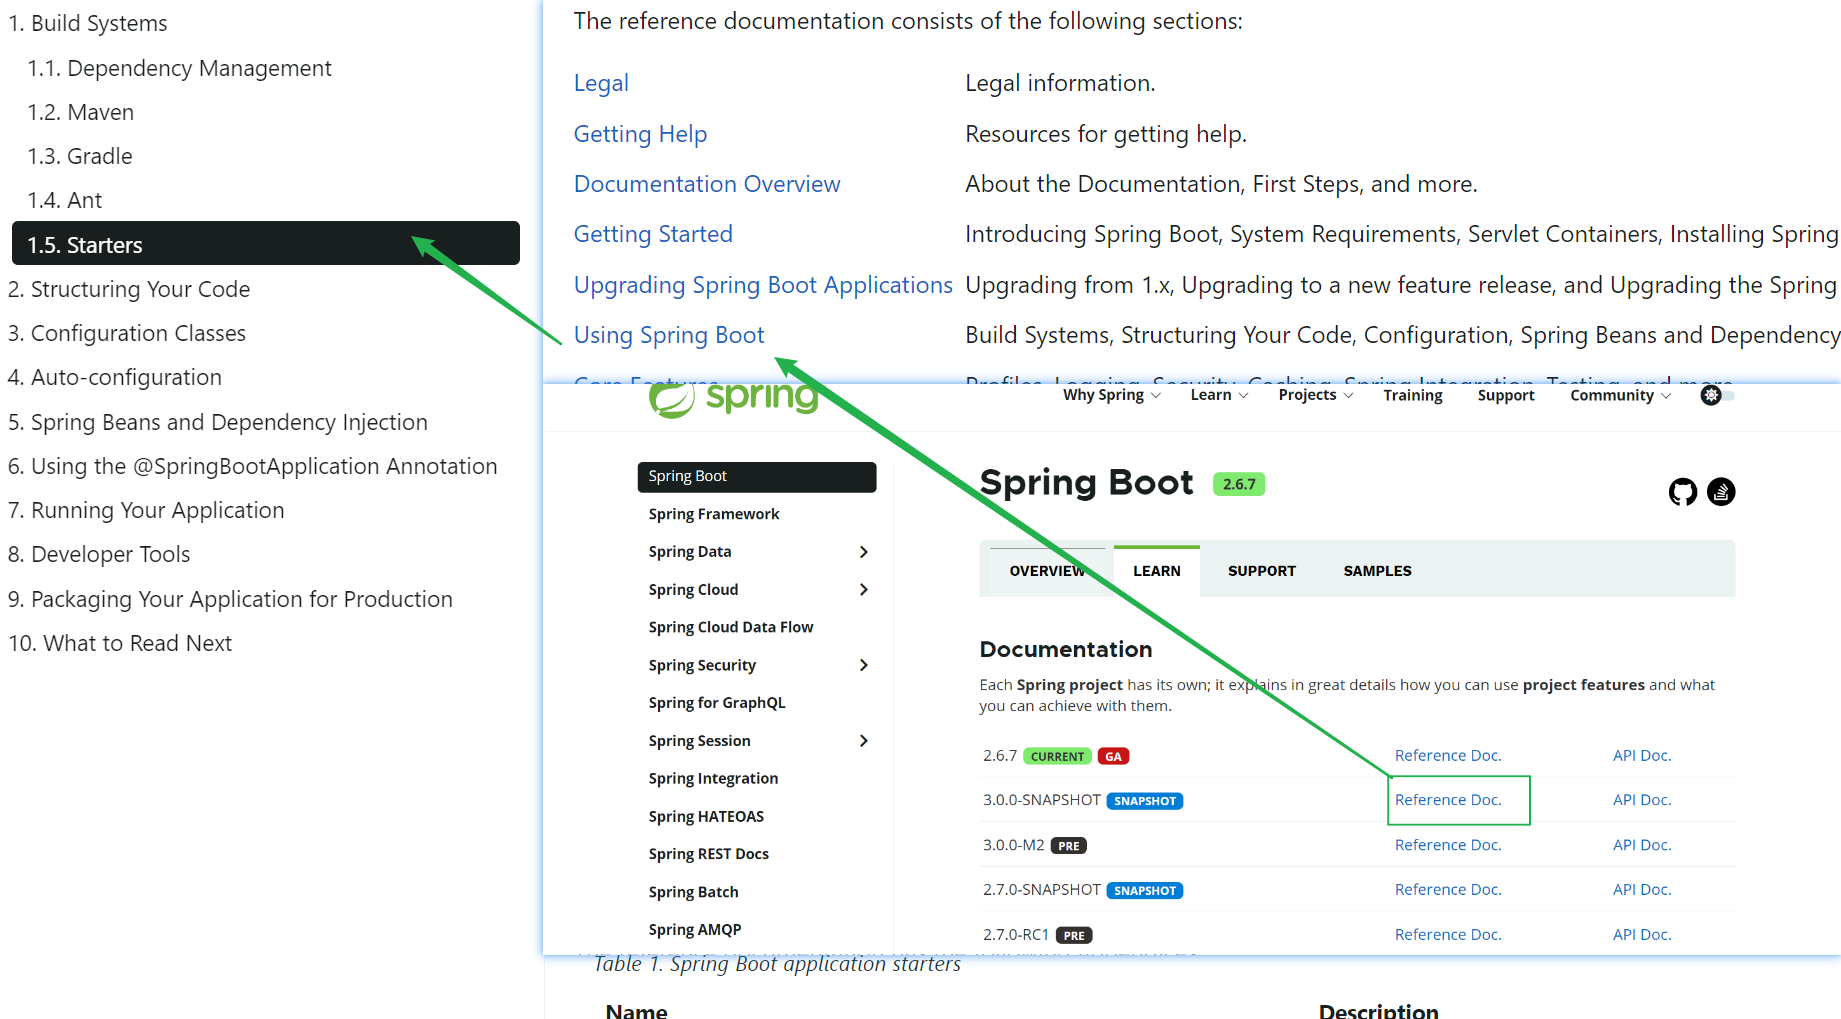 1. Build Systems
1.1. Dependency Management
1.2. Maven
1.3. Gradle
1.4. Ant
1.5. Starters
2. Structuring Your Code
3. Configuration Classes
4. Auto-configuration
5. Spring Beans and Dependency Injection
6. Using the @SpringBootApplication Annotation
7. Running Your Application
8. Developer Tools
9. Packaging Your Application for Production
10. What to Read Next
The reference documentation consists of the following sections:
Legal Legal information.
Getting Help Resources for getting help.
Documentation Overview About the Documentation, First Steps, and more.
Getting Started Introducing Spring Boot, System Requirements, Servlet Containers, Installing Spring
Upgrading Spring Boot Applications Upgrading from 1.x, Upgrading to a new feature release, and Upgrading the Spring
Using Spring Boot Build Systems, Structuring Your Code, Configuration, Spring Beans and Dependency
Core Features Profiles, Logging, Security, Caching, Spring Integration, Testing, and more.
spring Why Spring Learn Projects Training Support Community
Spring Boot
Spring Framework
Spring Data
Spring Cloud
Spring Cloud Data Flow
Spring Security
Spring for GraphQL
Spring Session
Spring Integration
Spring HATEOAS
Spring REST Docs
Spring Batch
Spring AMQP
Spring Boot 2.6.7
OVERVIEW LEARN SUPPORT SAMPLES
Documentation
Each Spring project has its own; it explains in great details how you can use project features and what
you can achieve with them.
2.6.7 CURRENT GA Reference Doc. API Doc.
3.0.0-SNAPSHOT SNAPSHOT Reference Doc. API Doc.
3.0.0-M2 PRE Reference Doc. API Doc.
2.7.0-SNAPSHOT SNAPSHOT Reference Doc. API Doc.
2.7.0-RC1 PRE Reference Doc. API Doc.
Table 1. Spring Boot application starters
Name Description